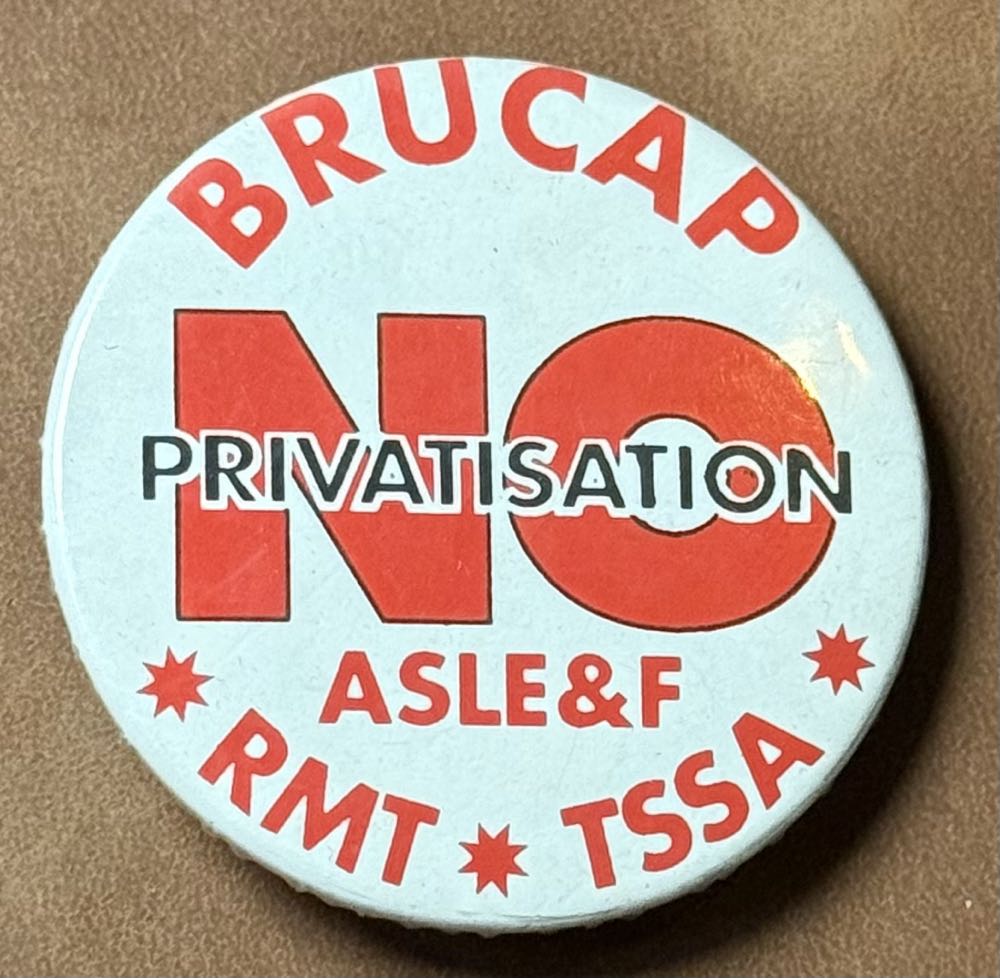 BRUCAP
NO
PRIVATISATION
ASLE&F
RMT * TSSA